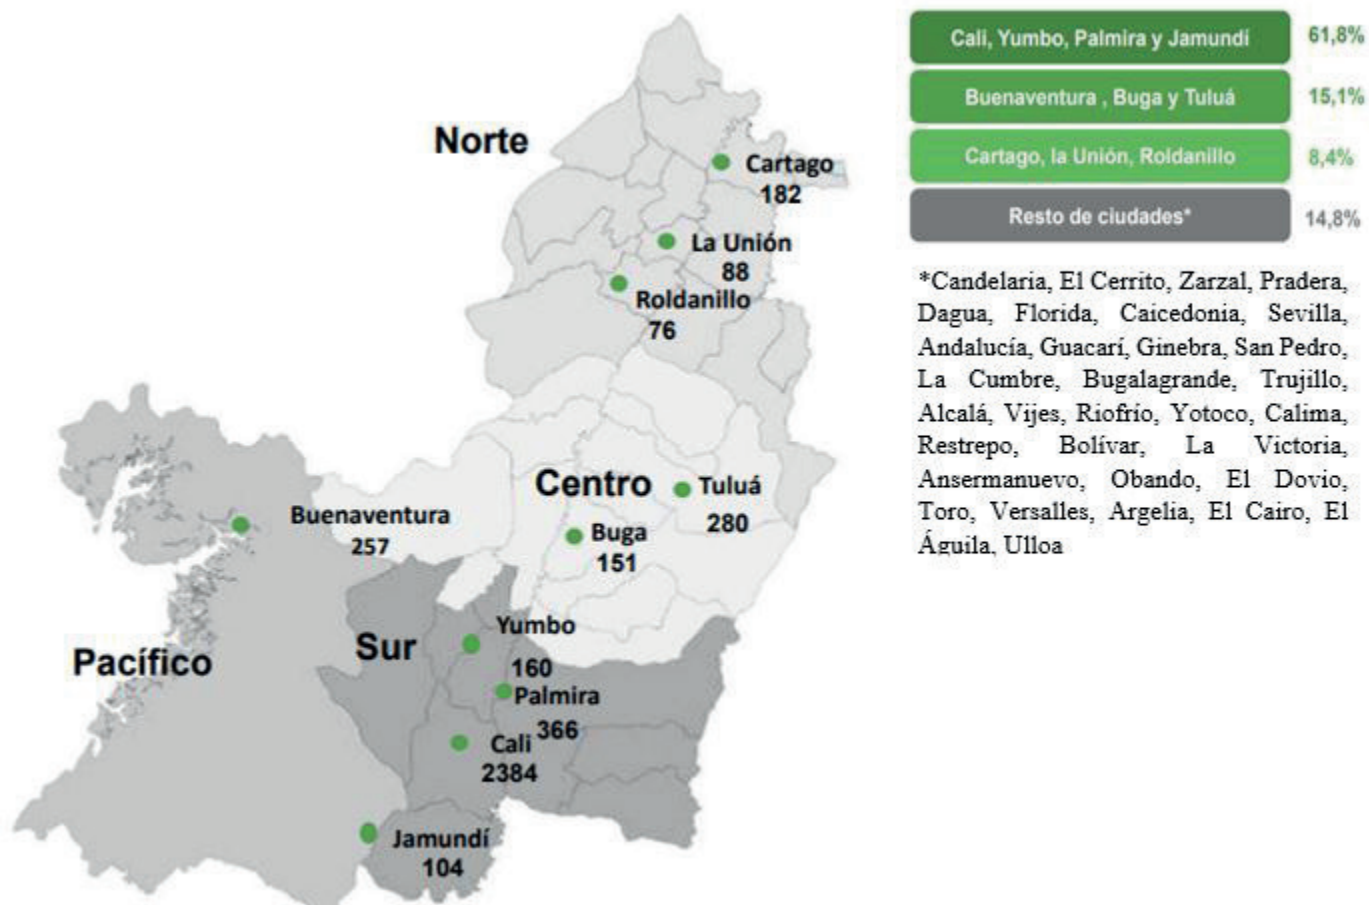 Norte
Cartago
182
La Unión
88
Roldanillo
76
Centro
Tuluá
280
Buga
151
Buenaventura
257
Pacífico
Sur
Yumbo
160
Palmira
366
Cali
2384
Jamundí
104
Cali, Yumbo, Palmira y Jamundí 61,8%
Buenaventura , Buga y Tuluá 15,1%
Cartago, la Unión, Roldanillo 8,4%
Resto de ciudades* 14,8%
*Candelaria, El Cerrito, Zarzal, Pradera,
Dagua, Florida, Caicedonia, Sevilla,
Andalucía, Guacarí, Ginebra, San Pedro,
La Cumbre, Bugalagrande, Trujillo,
Alcalá, Vijes, Riofrío, Yotoco, Calima,
Restrepo, Bolívar, La Victoria,
Ansermanuevo, Obando, El Dovio,
Toro, Versalles, Argelia, El Cairo, El
Águila, Ulloa